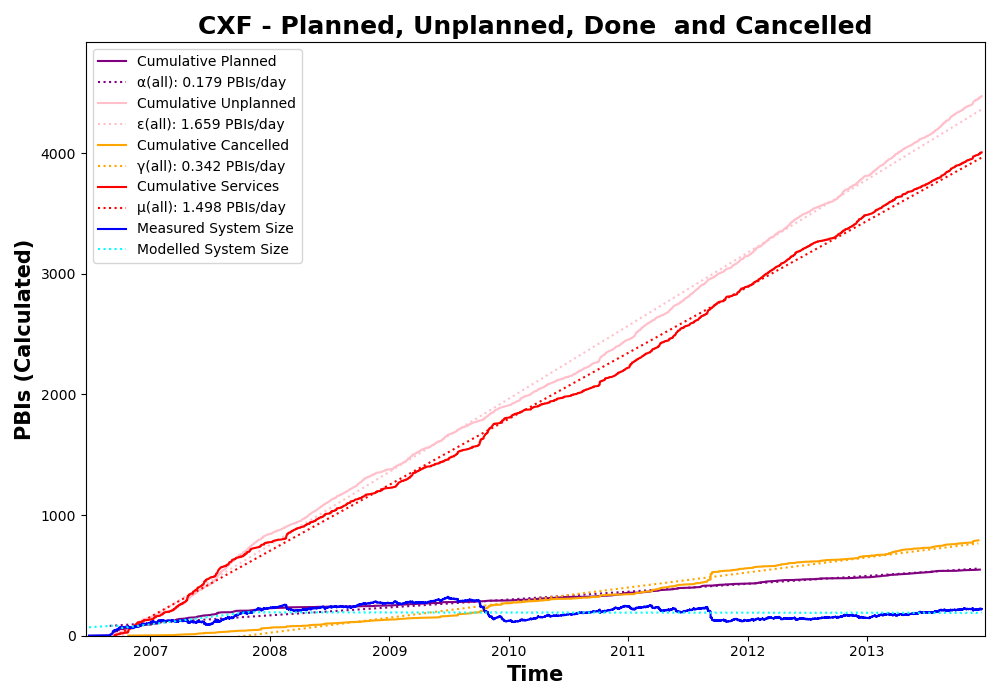 CXF - Planned, Unplanned, Done  and Cancelled
Cumulative Planned
α(all): 0.179 PBIs/day
Cumulative Unplanned
ε(all): 1.659 PBIs/day
Cumulative Cancelled
γ(all): 0.342 PBIs/day
Cumulative Services
μ(all): 1.498 PBIs/day
Measured System Size
Modelled System Size
PBIs (Calculated)
4000
3000
2000
1000
0
2007 2008 2009 2010 2011 2012 2013
Time